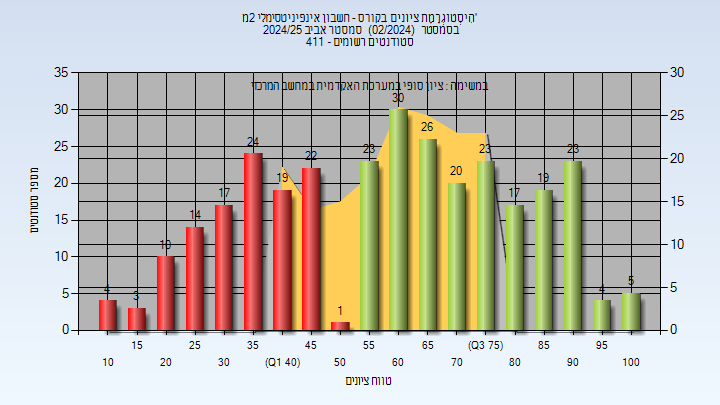 היסטוגרמת ציונים בקורס - חשבון אינפיניטסימלי 2מ'
בסמסטר (02/2024) סמסטר אביב 2024/25
סטודנטים רשומים - 411
במשימה : ציון סופי במערכת האקדמית במחשב המרכזי
מספר סטודנטים
35 30 25 20 15 10 5 0
30 25 20 15 10 5 0
4 3 10 14 17 24 19 22 1 23 30 26 20 23 17 19 23 4 5
15 25 35 45 55 65 (Q3 75) 85 95
10 20 30 (Q1 40) 50 60 70 80 90 100
טווח ציונים